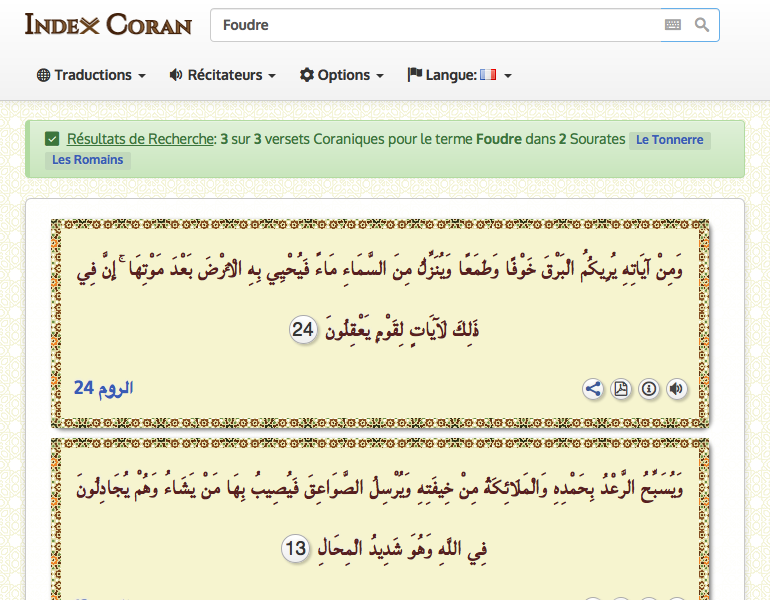 INDEX CORAN
Foudre
Traductions Récitateurs Options Langue:
Résultats de Recherche: 3 sur 3 versets Coraniques pour le terme Foudre dans 2 Sourates Le Tonnerre
Les Romains
وَمِنْ آيَاتِهِ يُرِيكُمُ الْبَرْقَ خَوْفًا وَطَمَعًا وَيُنَزِّلُ مِنَ السَّمَاءِ مَاءً فَيُحْيِي بِهِ الْأَرْضَ بَعْدَ مَوْتِهَا ۚ إِنَّ فِي
ذَٰلِكَ لَآيَاتٍ لِقَوْمٍ يَعْقِلُونَ 24
الروم 24
وَيُسَبِّحُ الرَّعْدُ بِحَمْدِهِ وَالْمَلَائِكَةُ مِنْ خِيفَتِهِ وَيُرْسِلُ الصَّوَاعِقَ فَيُصِيبُ بِهَا مَنْ يَشَاءُ وَهُمْ يُجَادِلُونَ
فِي اللَّهِ وَهُوَ شَدِيدُ الْمِحَالِ 13